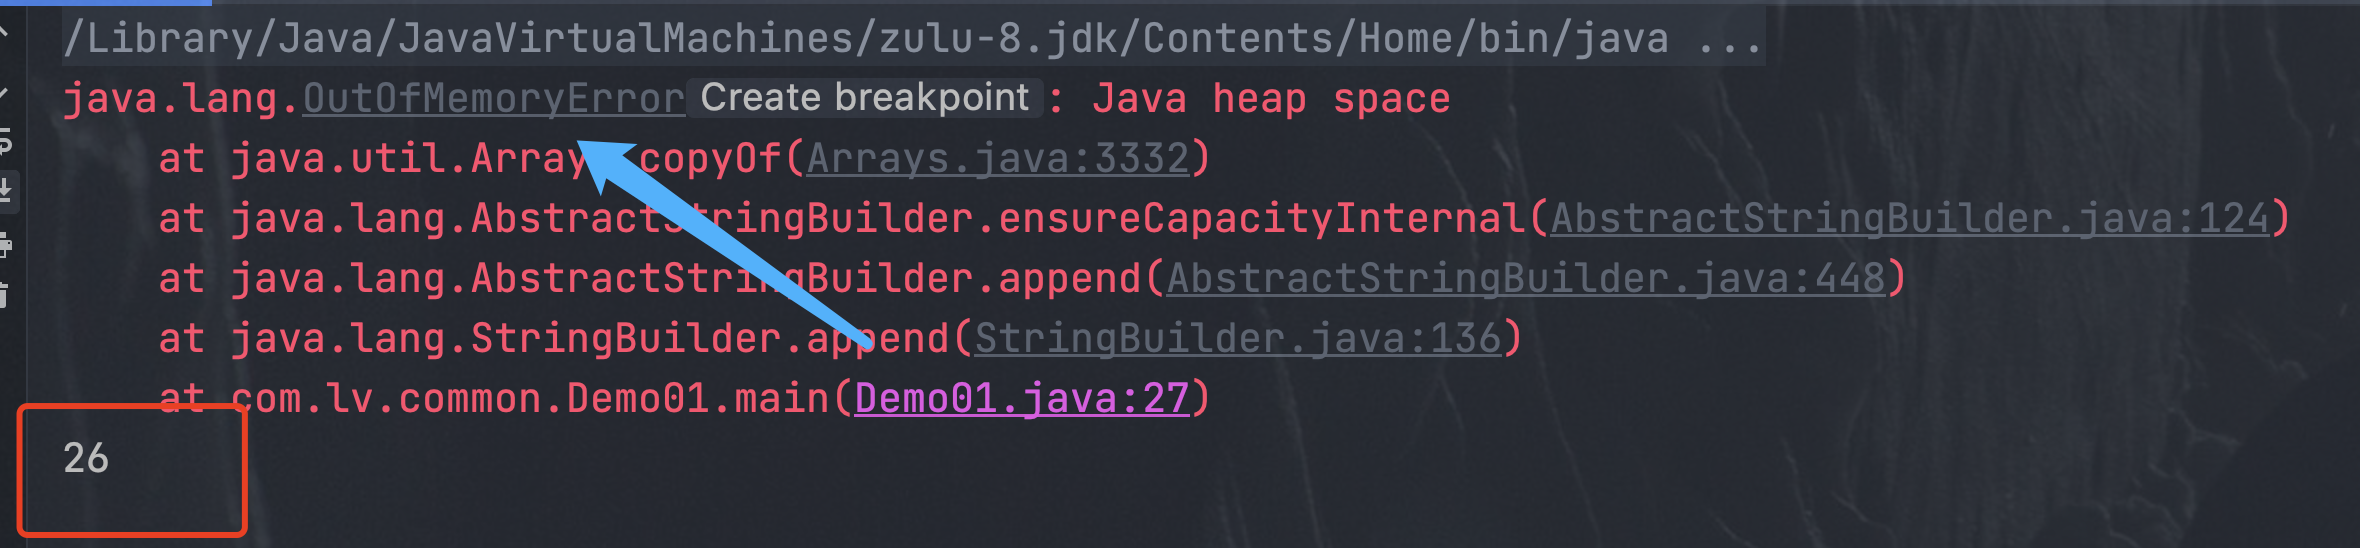 /Library/Java/JavaVirtualMachines/zulu-8.jdk/Contents/Home/bin/java ...
java.lang.OutOfMemoryError Create breakpoint : Java heap space
at java.util.Array copyOf(Arrays.java:3332)
at java.lang.AbstractStringBuilder.ensureCapacityInternal(AbstractStringBuilder.java:124)
at java.lang.AbstractStringBuilder.append(AbstractStringBuilder.java:448)
at java.lang.StringBuilder.append(StringBuilder.java:136)
at com.lv.common.Demo01.main(Demo01.java:27)
26